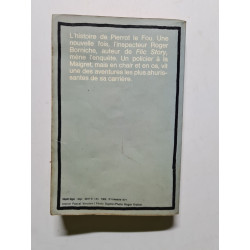 L'histoire de Pierrot le Fou. Une
nouvelle fois, l'inspecteur Roger
Borniche, auteur de Flic Story,
mène l'enquête. Un policier à la
Maigret, mais en chair et en os, vit
une des aventures les plus ahuris-
santes de sa carrière.